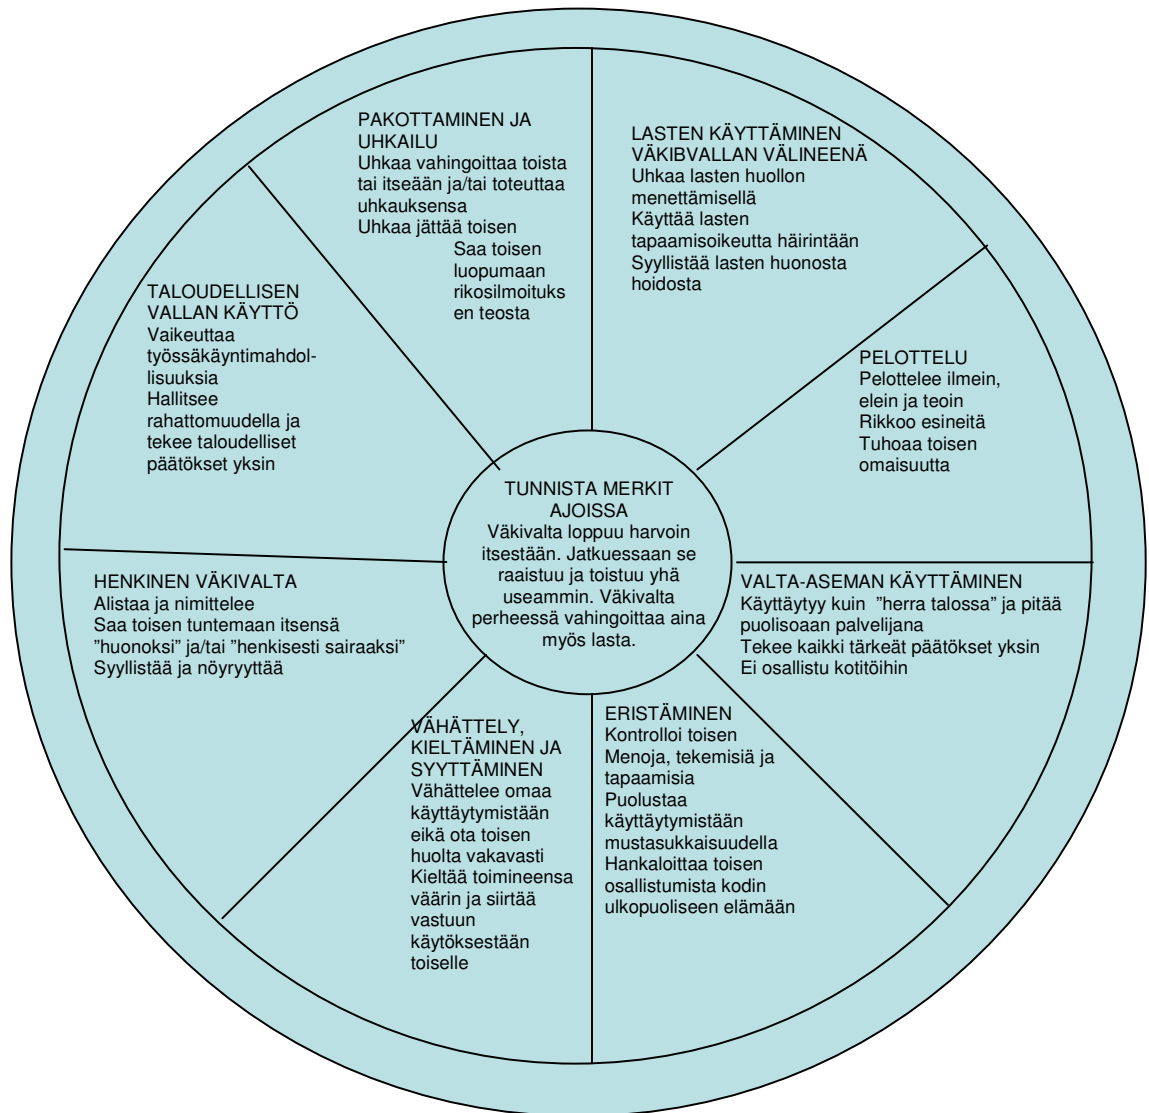 PAKOTTAMINEN JA
UHKAILU
Uhkaa vahingoittaa toista
tai itseään ja/tai toteuttaa
uhkauksensa
Uhkaa jättää toisen
Saa toisen
luopumaan
rikosilmoituks
en teosta
LASTEN KÄYTTÄMINEN
VÄKIBVALLAN VÄLINEENÄ
Uhkaa lasten huollon
menettämisellä
Käyttää lasten
tapaamisoikeutta häirintään
Syyllistää lasten huonosta
hoidosta
PELOTTELU
Pelottelee ilmein,
elein ja teoin
Rikkoo esineitä
Tuhoaa toisen
omaisuutta
VALTA-ASEMAN KÄYTTÄMINEN
Käyttäytyy kuin ”herra talossa” ja pitää
puolisoaan palvelijana
Tekee kaikki tärkeät päätökset yksin
Ei osallistu kotitöihin
ERISTÄMINEN
Kontrolloi toisen
Menoja, tekemisiä ja
tapaamisia
Puolustaa
käyttäytymistään
mustasukkaisuudella
Hankaloittaa toisen
osallistumista kodin
ulkopuoliseen elämään
VÄHÄTTELY,
KIELTÄMINEN JA
SYYTTÄMINEN
Vähättelee omaa
käyttäytymistään
eikä ota toisen
huolta vakavasti
Kieltää toimineensa
väärin ja siirtää
vastuun
käytöksestään
toiselle
HENKINEN VÄKIVALTA
Alistaa ja nimittelee
Saa toisen tuntemaan itsensä
”huonoksi” ja/tai ”henkisesti sairaaksi”
Syyllistää ja nöyryyttää
TALOUDELLISEN
VALLAN KÄYTTÖ
Vaikeuttaa
työssäkäyntimahdol-
lisuuksia
Hallitsee
rahattomuudella ja
tekee taloudelliset
päätökset yksin
TUNNISTA MERKIT
AJOISSA
Väkivalta loppuu harvoin
itsestään. Jatkuessaan se
raaistuu ja toistuu yhä
useammin. Väkivalta
perheessä vahingoittaa aina
myös lasta.